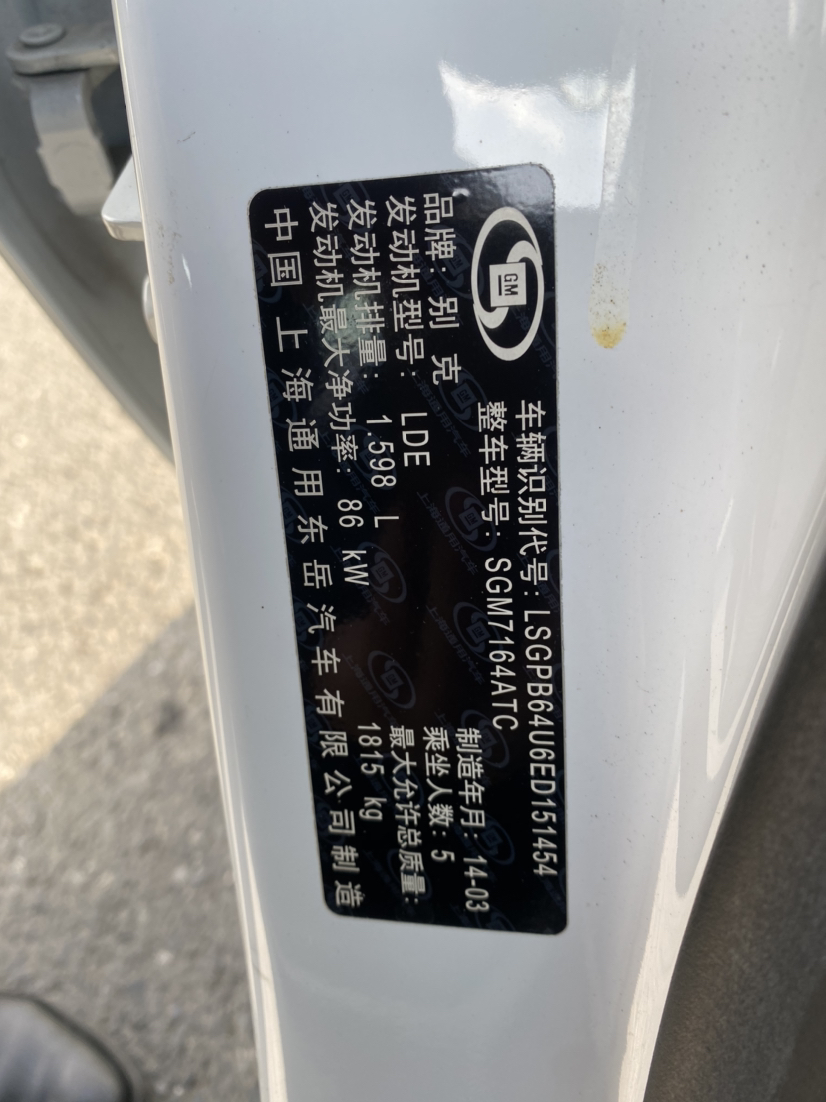 GM
车辆识别代号: LSGPB64U6ED151454
整车型号: SGM7164ATC
品牌: 别克
制造年月: 14-03
发动机型号: LDE
乘坐人数: 5
发动机排量: 1.598 L
最大允许总质量:
1815 kg
发动机最大净功率: 86 kW
中国 上海通用东岳汽车有限公司制造